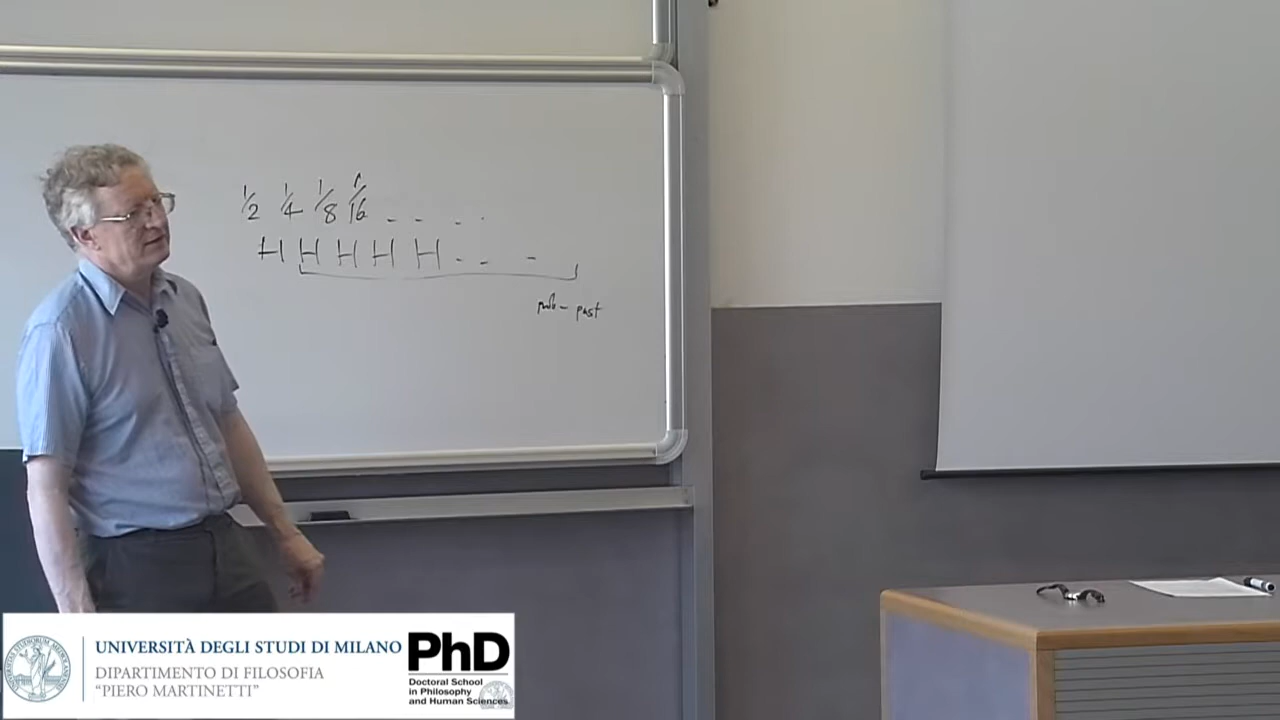 1/2 1/4 1/8 1/16 - - - .
H H H H H - - -
past
UNIVERSITÀ DEGLI STUDI DI MILANO
DIPARTIMENTO DI FILOSOFIA
"PIERO MARTINETTI"
PhD
Doctoral School
in Philosophy
and Human Sciences